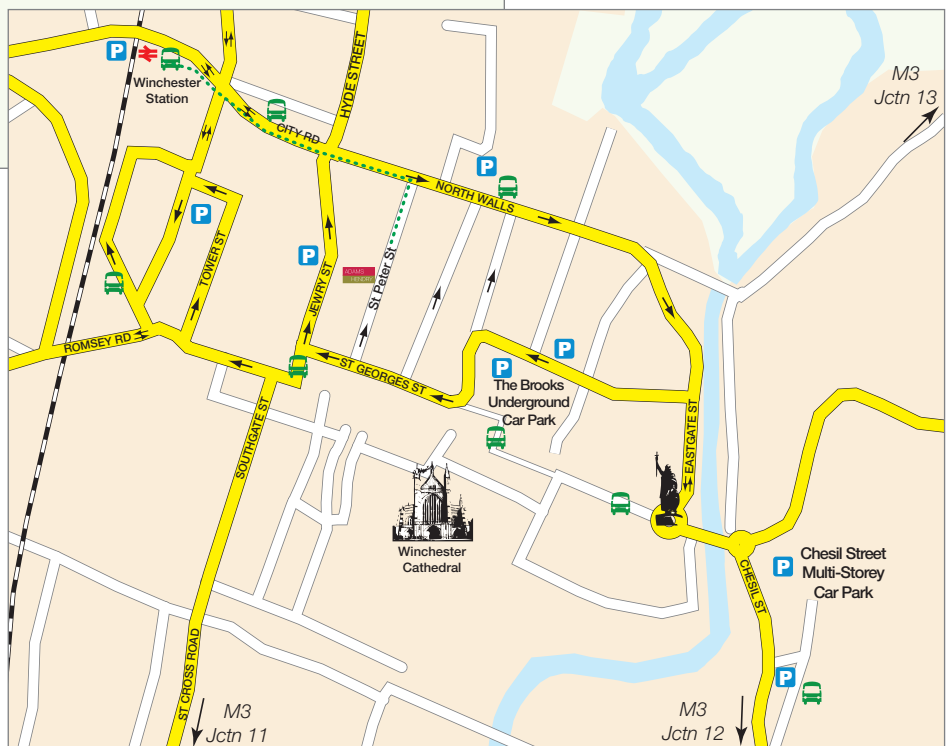 M3
Jctn 13
P
Winchester
Station
HYDE STREET
CITY RD
P
NORTH WALLS
P
TOWER ST
P
JEWRY ST
ADAMS
HENDRY
St Peter St
ROMSEY RD
ST GEORGES ST
P
P
The Brooks
Underground
Car Park
SOUTHGATE ST
EASTGATE ST
Winchester
Cathedral
P
Chesil Street
Multi-Storey
Car Park
CHESIL ST
ST CROSS ROAD
P
M3
Jctn 11
M3
Jctn 12